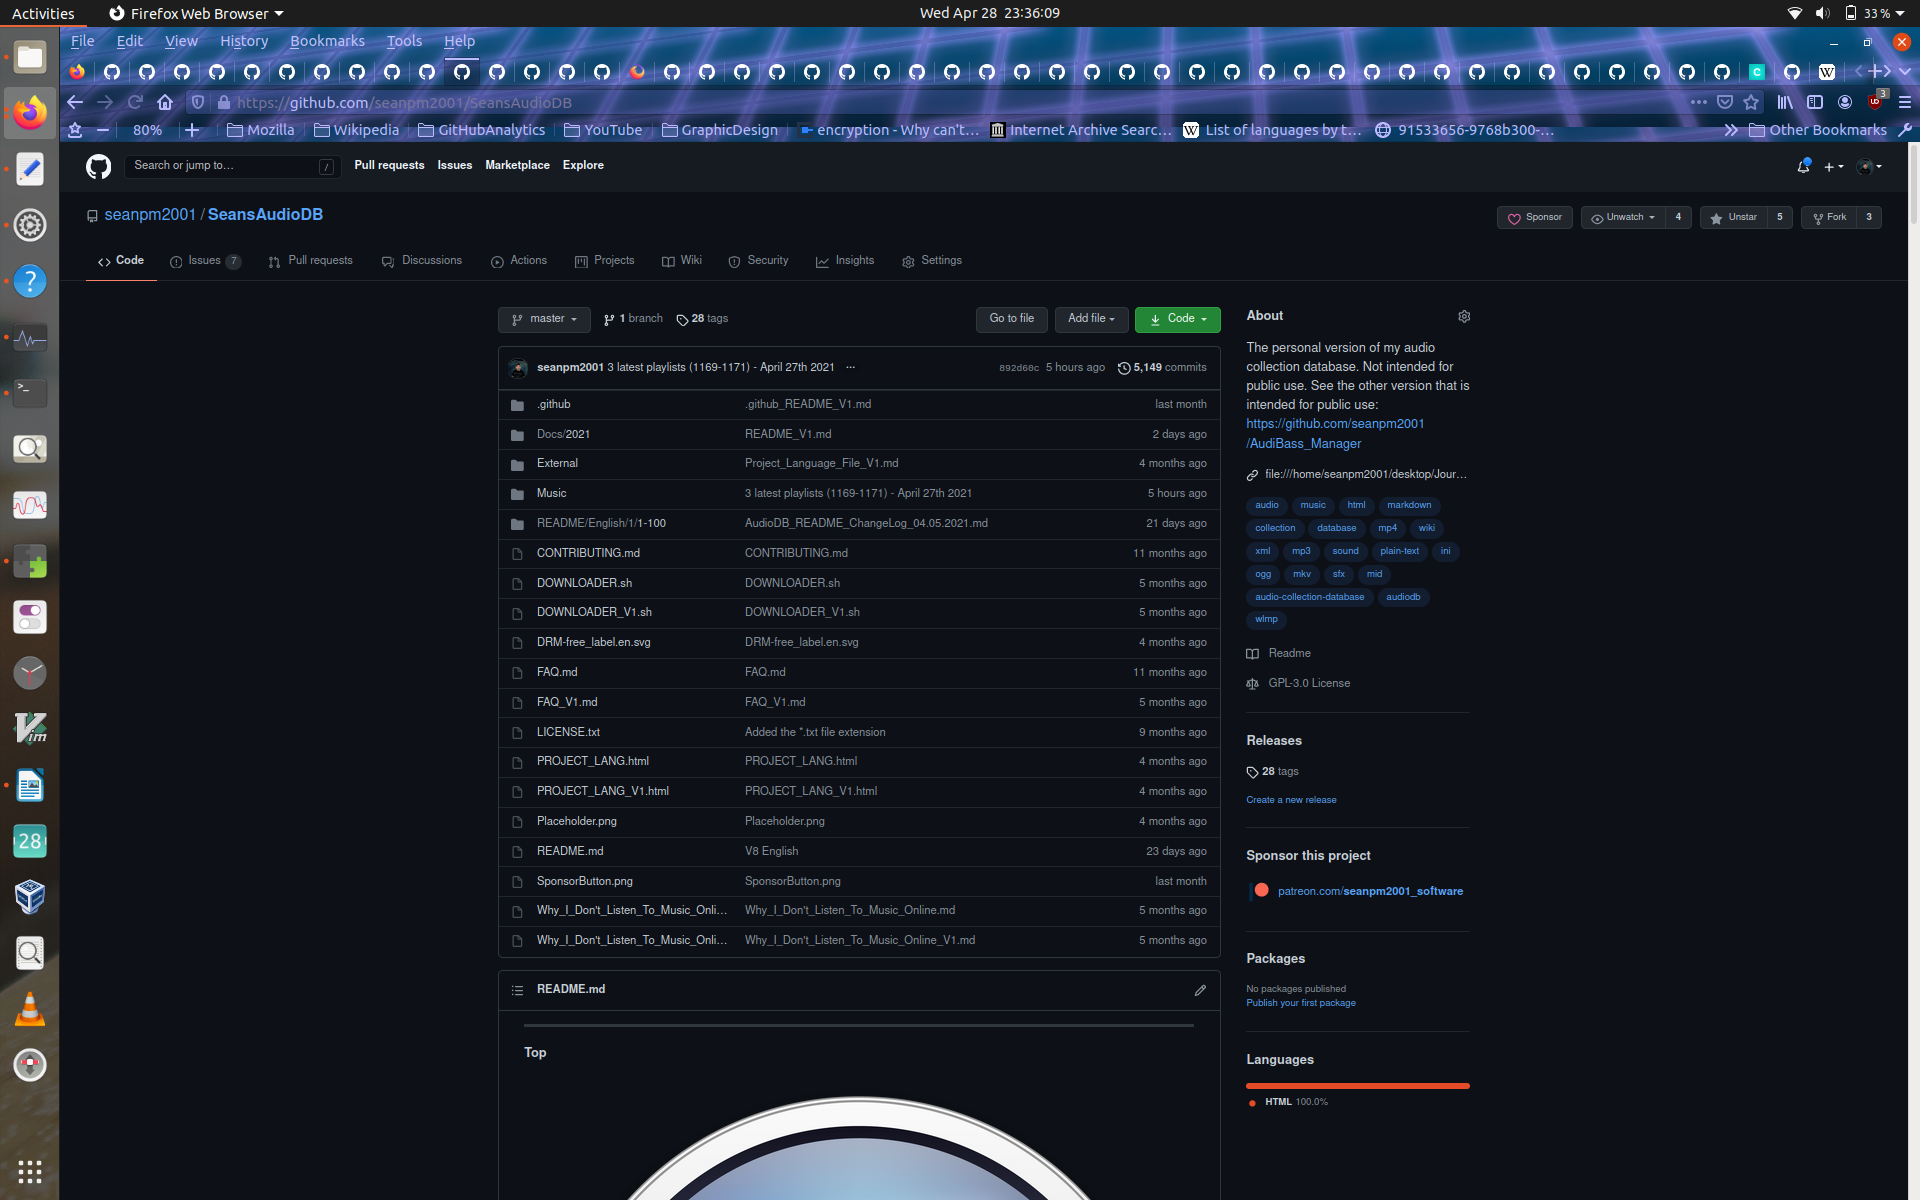 Activities Firefox Web Browser Wed Apr 28 23:36:09 33 %
File Edit View History Bookmarks Tools Help
https://github.com/seanpm2001/SeansAudioDB 3
80% Mozilla Wikipedia GitHubAnalytics YouTube GraphicDesign encryption - Why can't... Internet Archive Searc... List of languages by t... 91533656-9768b300-... Other Bookmarks
Search or jump to... / Pull requests Issues Marketplace Explore
seanpm2001 / SeansAudioDB Sponsor Unwatch 4 Unstar 5 Fork 3
Code Issues 7 Pull requests Discussions Actions Projects Wiki Security Insights Settings
master 1 branch 28 tags Go to file Add file Code
seanpm2001 3 latest playlists (1169-1171) - April 27th 2021 ... 892d60c 5 hours ago 5,149 commits
.github .github_README_V1.md last month
Docs/2021 README_V1.md 2 days ago
External Project_Language_File_V1.md 4 months ago
Music 3 latest playlists (1169-1171) - April 27th 2021 5 hours ago
README/English/1/1-100 AudioDB_README_ChangeLog_04.05.2021.md 21 days ago
CONTRIBUTING.md CONTRIBUTING.md 11 months ago
DOWNLOADER.sh DOWNLOADER.sh 5 months ago
DOWNLOADER_V1.sh DOWNLOADER_V1.sh 5 months ago
DRM-free_label.en.svg DRM-free_label.en.svg 4 months ago
FAQ.md FAQ.md 11 months ago
FAQ_V1.md FAQ_V1.md 5 months ago
LICENSE.txt Added the *.txt file extension 9 months ago
PROJECT_LANG.html PROJECT_LANG.html 4 months ago
PROJECT_LANG_V1.html PROJECT_LANG_V1.html 4 months ago
Placeholder.png Placeholder.png 4 months ago
README.md V8 English 23 days ago
SponsorButton.png SponsorButton.png last month
Why_I_Don't_Listen_To_Music_Onli... Why_I_Don't_Listen_To_Music_Online.md 5 months ago
Why_I_Don't_Listen_To_Music_Onli... Why_I_Don't_Listen_To_Music_Online_V1.md 5 months ago
README.md
Top
About
The personal version of my audio
collection database. Not intended for
public use. See the other version that is
intended for public use:
https://github.com/seanpm2001
/AudiBass_Manager
file:///home/seanpm2001/desktop/Jour...
audio music html markdown
collection database mp4 wiki
xml mp3 sound plain-text ini
ogg mkv sfx mid
audio-collection-database audiodb
wlmp
Readme
GPL-3.0 License
Releases
28 tags
Create a new release
Sponsor this project
patreon.com/seanpm2001_software
Packages
No packages published
Publish your first package
Languages
HTML 100.0%
28